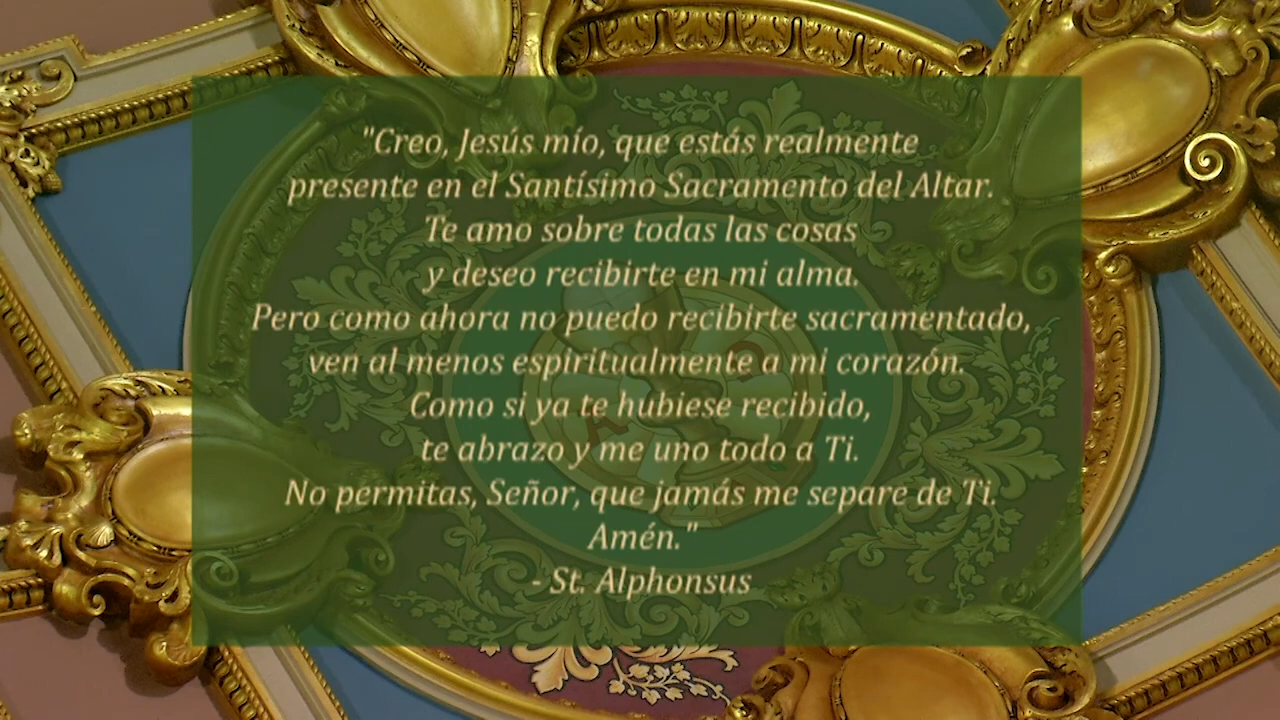 "Creo, Jesús mío, que estás realmente
presente en el Santísimo Sacramento del Altar.
Te amo sobre todas las cosas
y deseo recibirte en mi alma.
Pero como ahora no puedo recibirte sacramentado,
ven al menos espiritualmente a mi corazón.
Como si ya te hubiese recibido,
te abrazo y me uno todo a Ti.
No permitas, Señor, que jamás me separe de Ti.
Amén."
- St. Alphonsus